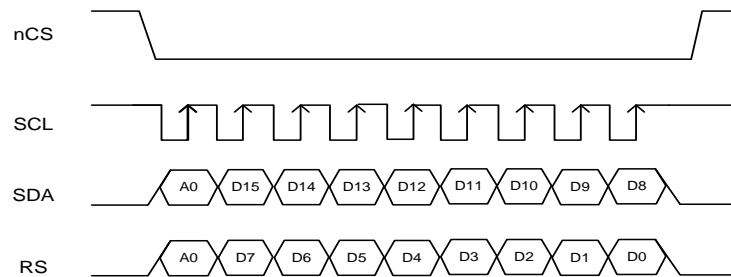 nCS
SCL
SDA A0 D15 D14 D13 D12 D11 D10 D9 D8
RS A0 D7 D6 D5 D4 D3 D2 D1 D0